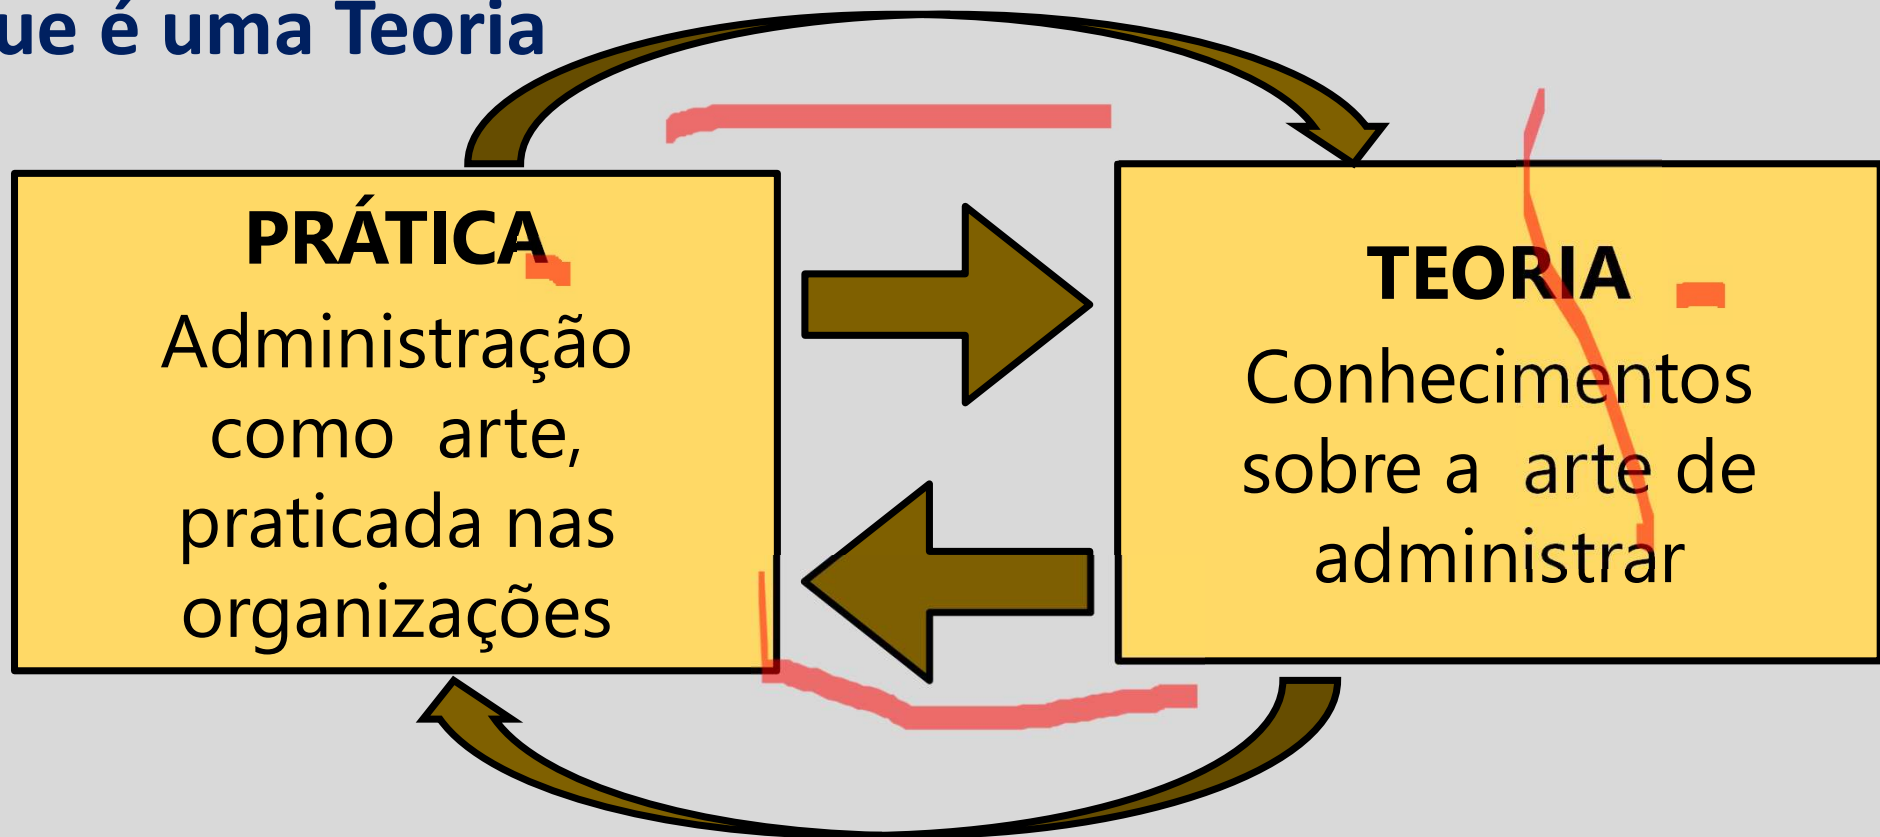 ue é uma Teoria
PRÁTICA
Administração
como arte,
praticada nas
organizações
TEORIA
Conhecimentos
sobre a arte de
administrar